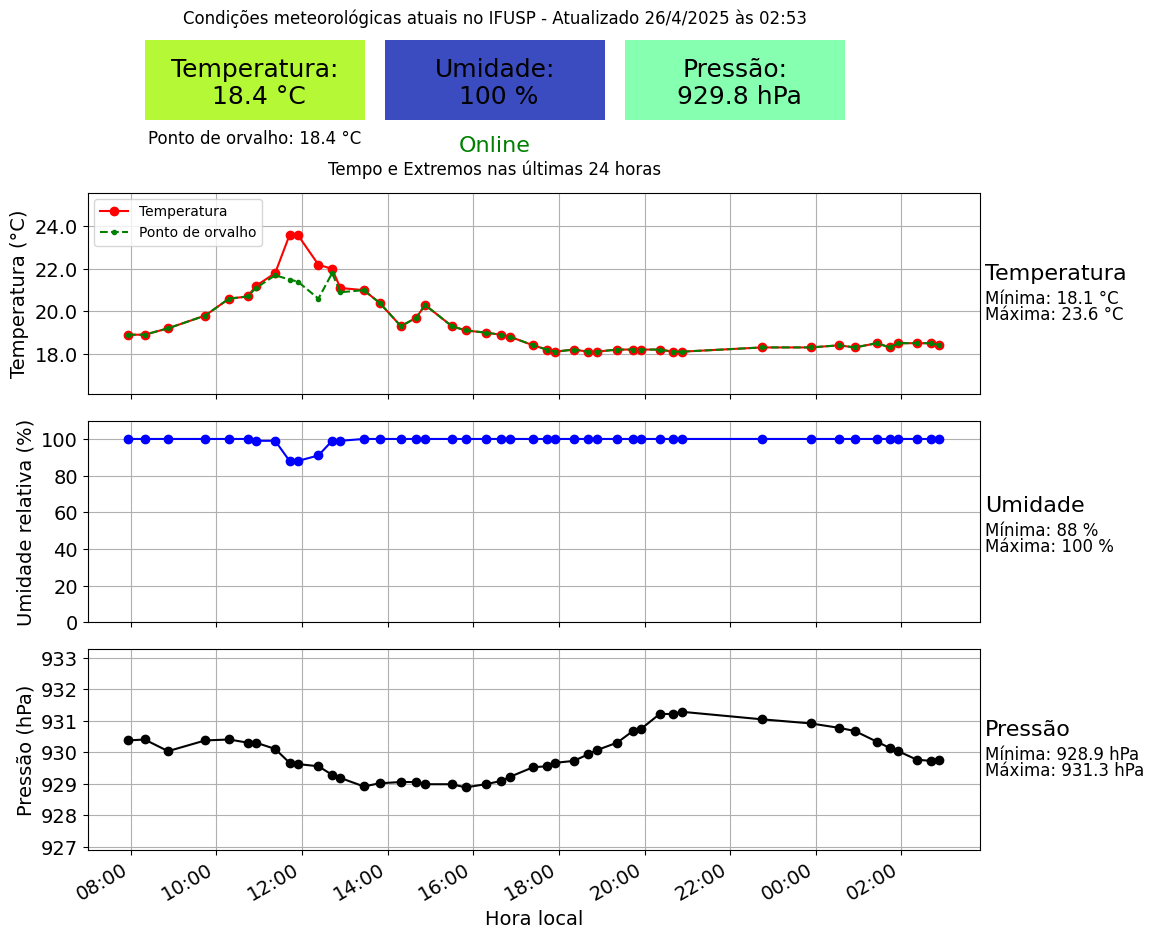 Condições meteorológicas atuais no IFUSP - Atualizado 26/4/2025 às 02:53
Temperatura:
18.4 °C
Umidade:
100 %
Pressão:
929.8 hPa
Ponto de orvalho: 18.4 °C
Online
Tempo e Extremos nas últimas 24 horas
Temperatura (°C)
24.0
22.0
20.0
18.0
Temperatura
Ponto de orvalho
Temperatura
Mínima: 18.1 °C
Máxima: 23.6 °C
Umidade relativa (%)
100
80
60
40
20
0
Umidade
Mínima: 88 %
Máxima: 100 %
Pressão (hPa)
933
932
931
930
929
928
927
Pressão
Mínima: 928.9 hPa
Máxima: 931.3 hPa
08:00
10:00
12:00
14:00
16:00
18:00
20:00
22:00
00:00
02:00
Hora local